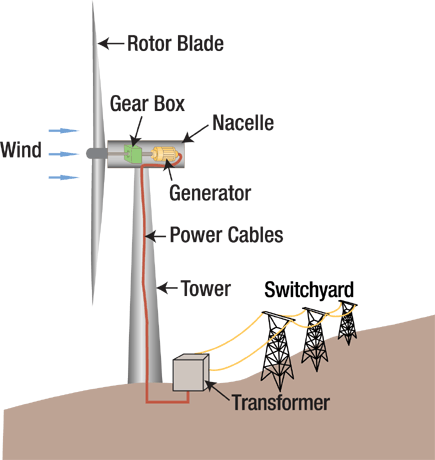 Rotor Blade
Gear Box
Nacelle
Wind
Generator
Power Cables
Tower
Switchyard
Transformer